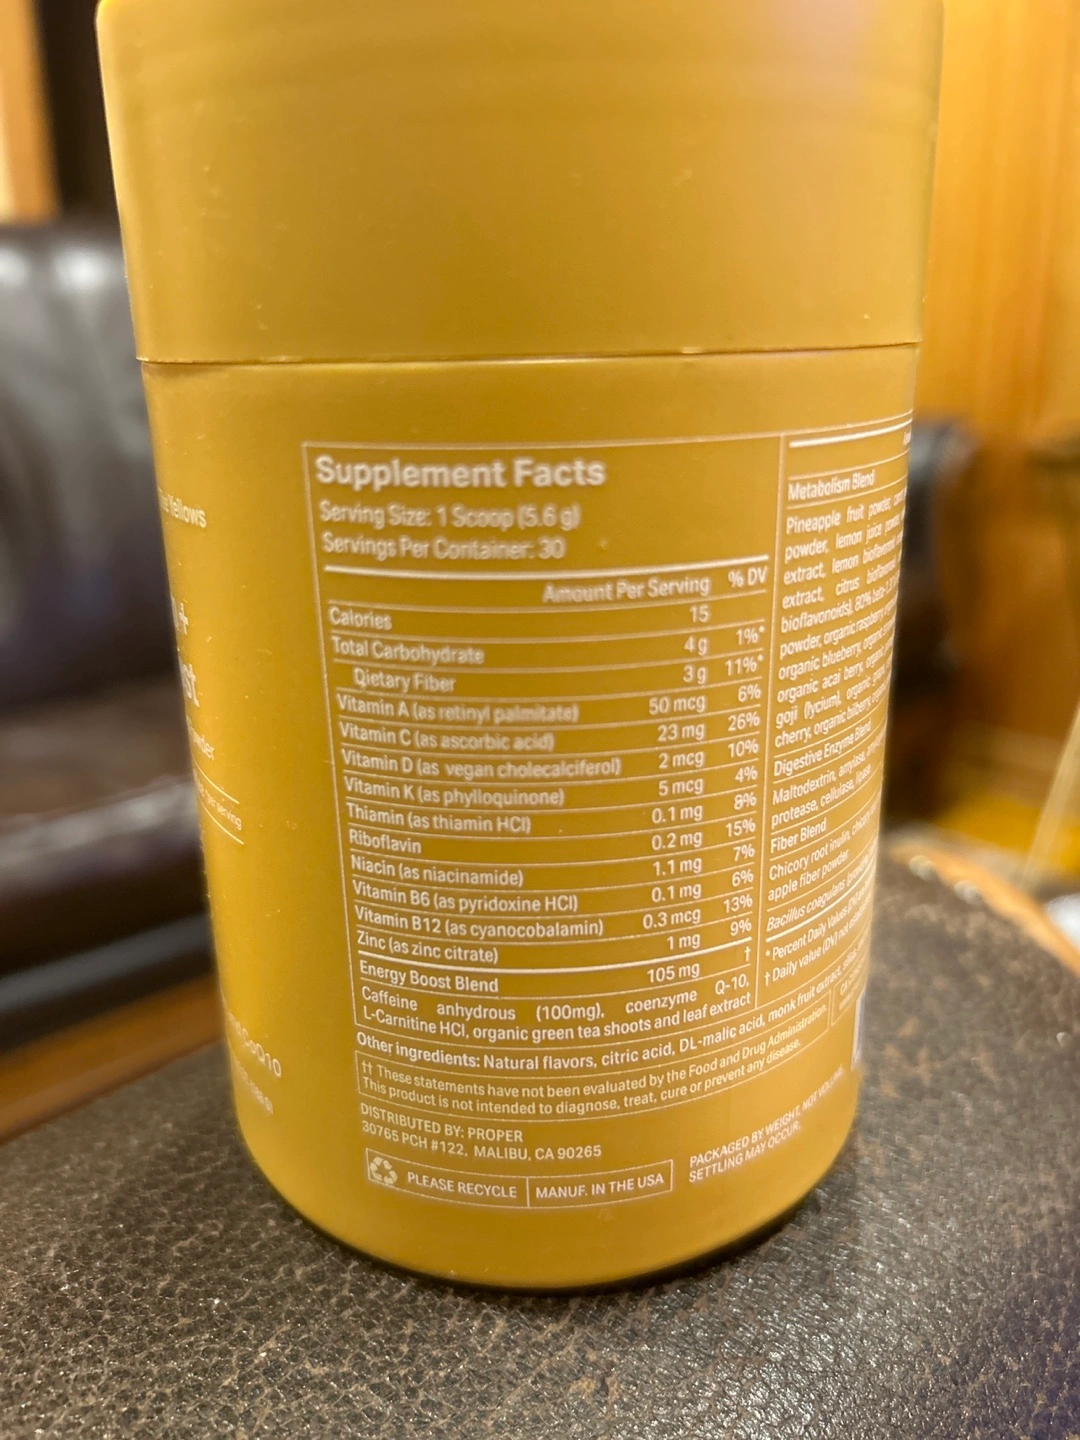 Yellows
+
Supplement Facts
Serving Size: 1 Scoop (5.6 g)
Servings Per Container: 30
Amount Per Serving % DV
Calories 15
Total Carbohydrate 4 g 1%*
Dietary Fiber 3 g 11%*
Vitamin A (as retinyl palmitate) 50 mcg 6%
Vitamin C (as ascorbic acid) 23 mg 26%
Vitamin D (as vegan cholecalciferol) 2 mcg 10%
Vitamin K (as phylloquinone) 5 mcg 4%
Thiamin (as thiamin HCl) 0.1 mg 8%
Riboflavin 0.2 mg 15%
Niacin (as niacinamide) 1.1 mg 7%
Vitamin B6 (as pyridoxine HCl) 0.1 mg 6%
Vitamin B12 (as cyanocobalamin) 0.3 mcg 13%
Zinc (as zinc citrate) 1 mg 9%
Energy Boost Blend 105 mg †
Caffeine anhydrous (100mg), coenzyme Q-10,
L-Carnitine HCl, organic green tea shoots and leaf extract
Metabolism Blend
Pineapple fruit powder,
powder, lemon juice
extract, lemon bioflavonoid
extract, citrus
bioflavonoids), 80%
powder, organic raspberry
organic blueberry, organic
organic acai berry, organic
goji (lycium), organic
cherry, organic bilberry,
Digestive Enzyme Blend
Maltodextrin, amylase,
protease, cellulase,
Fiber Blend
Chicory root inulin, chicory
apple fiber powder
Bacillus coagulans
* Percent Daily Values
† Daily value (DV) not
Other ingredients: Natural flavors, citric acid, DL-malic acid, monk fruit extract,
†† These statements have not been evaluated by the Food and Drug Administration.
This product is not intended to diagnose, treat, cure or prevent any disease.
DISTRIBUTED BY: PROPER
30765 PCH #122, MALIBU, CA 90265
PLEASE RECYCLE MANUF. IN THE USA
PACKAGED BY WEIGHT, NOT VOLUME.
SETTLING MAY OCCUR.
CoQ10